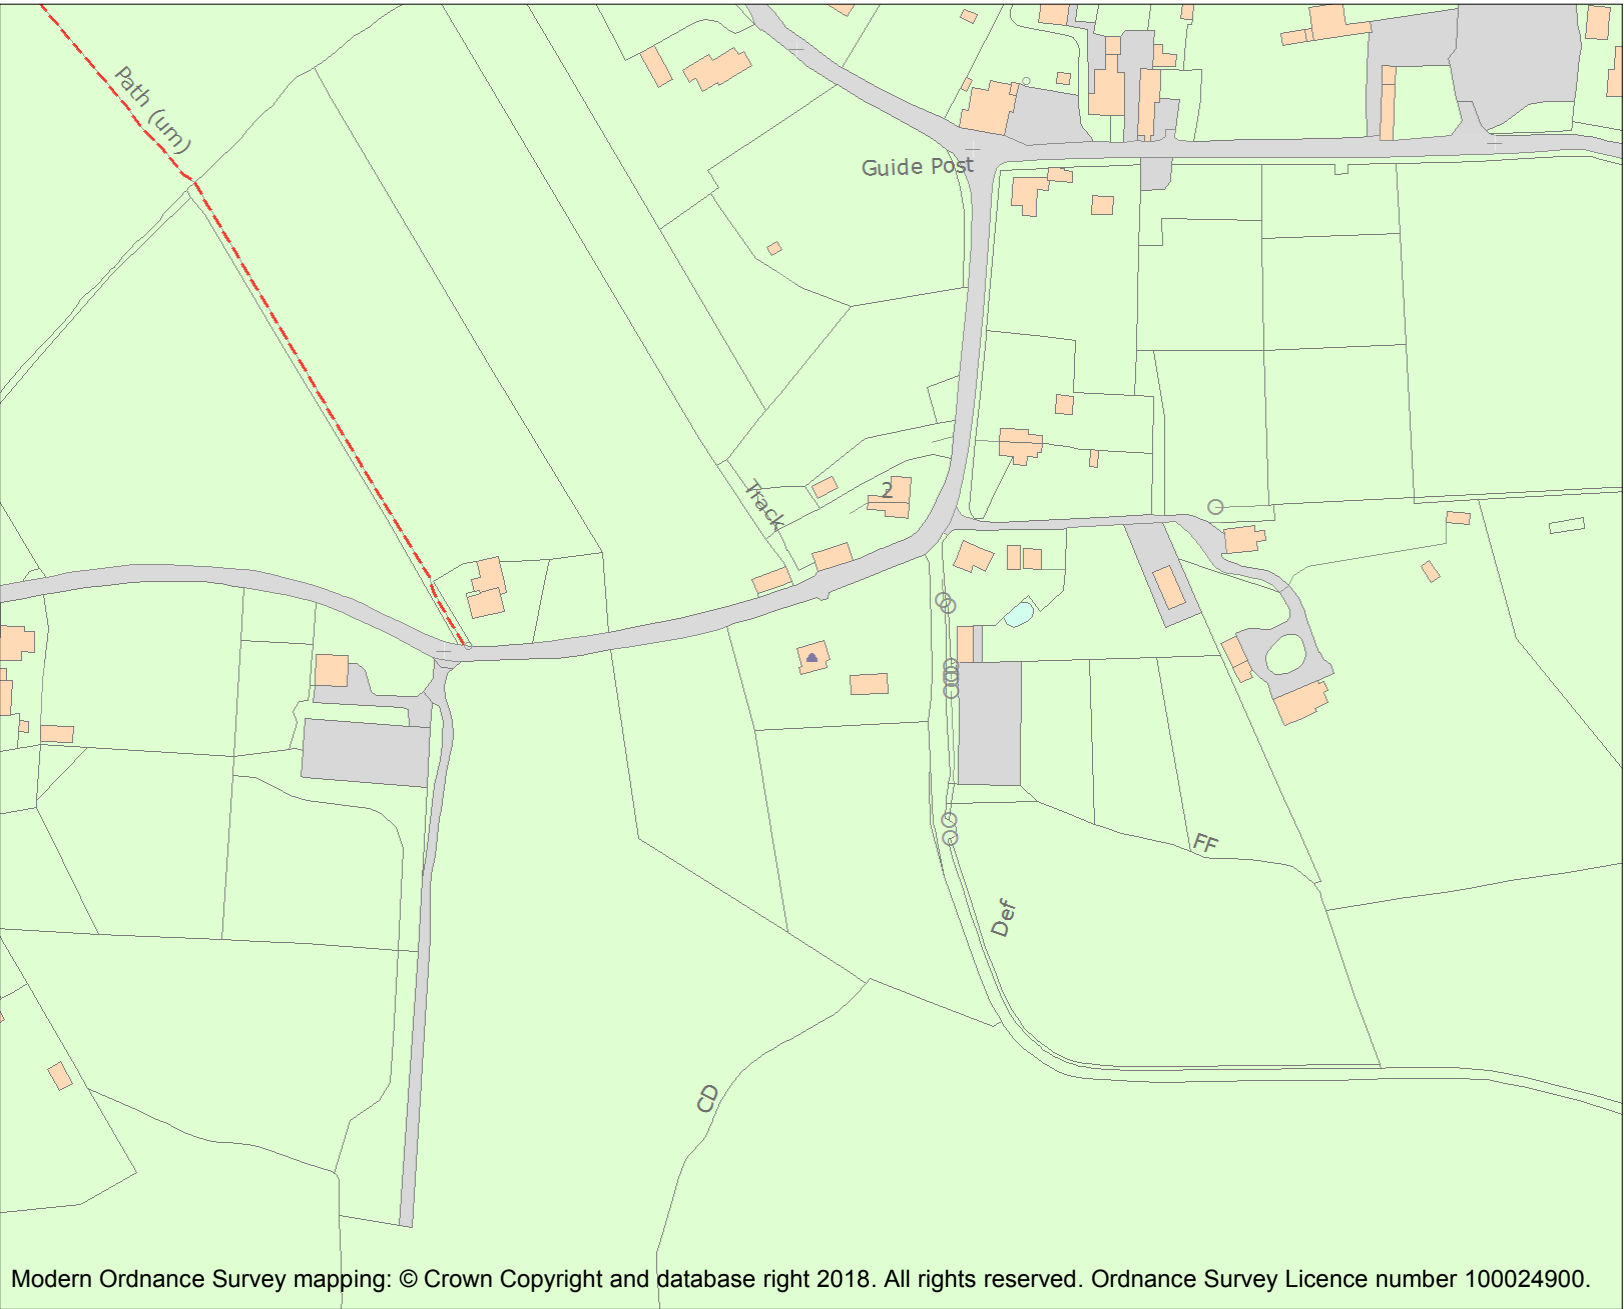 Path (um)
Guide Post
Track
2
FF
Def
CD
Modern Ordnance Survey mapping: © Crown Copyright and database right 2018. All rights reserved. Ordnance Survey Licence number 100024900.